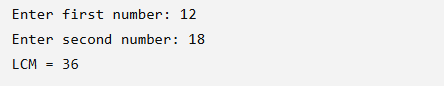 Enter first number: 12
Enter second number: 18
LCM = 36